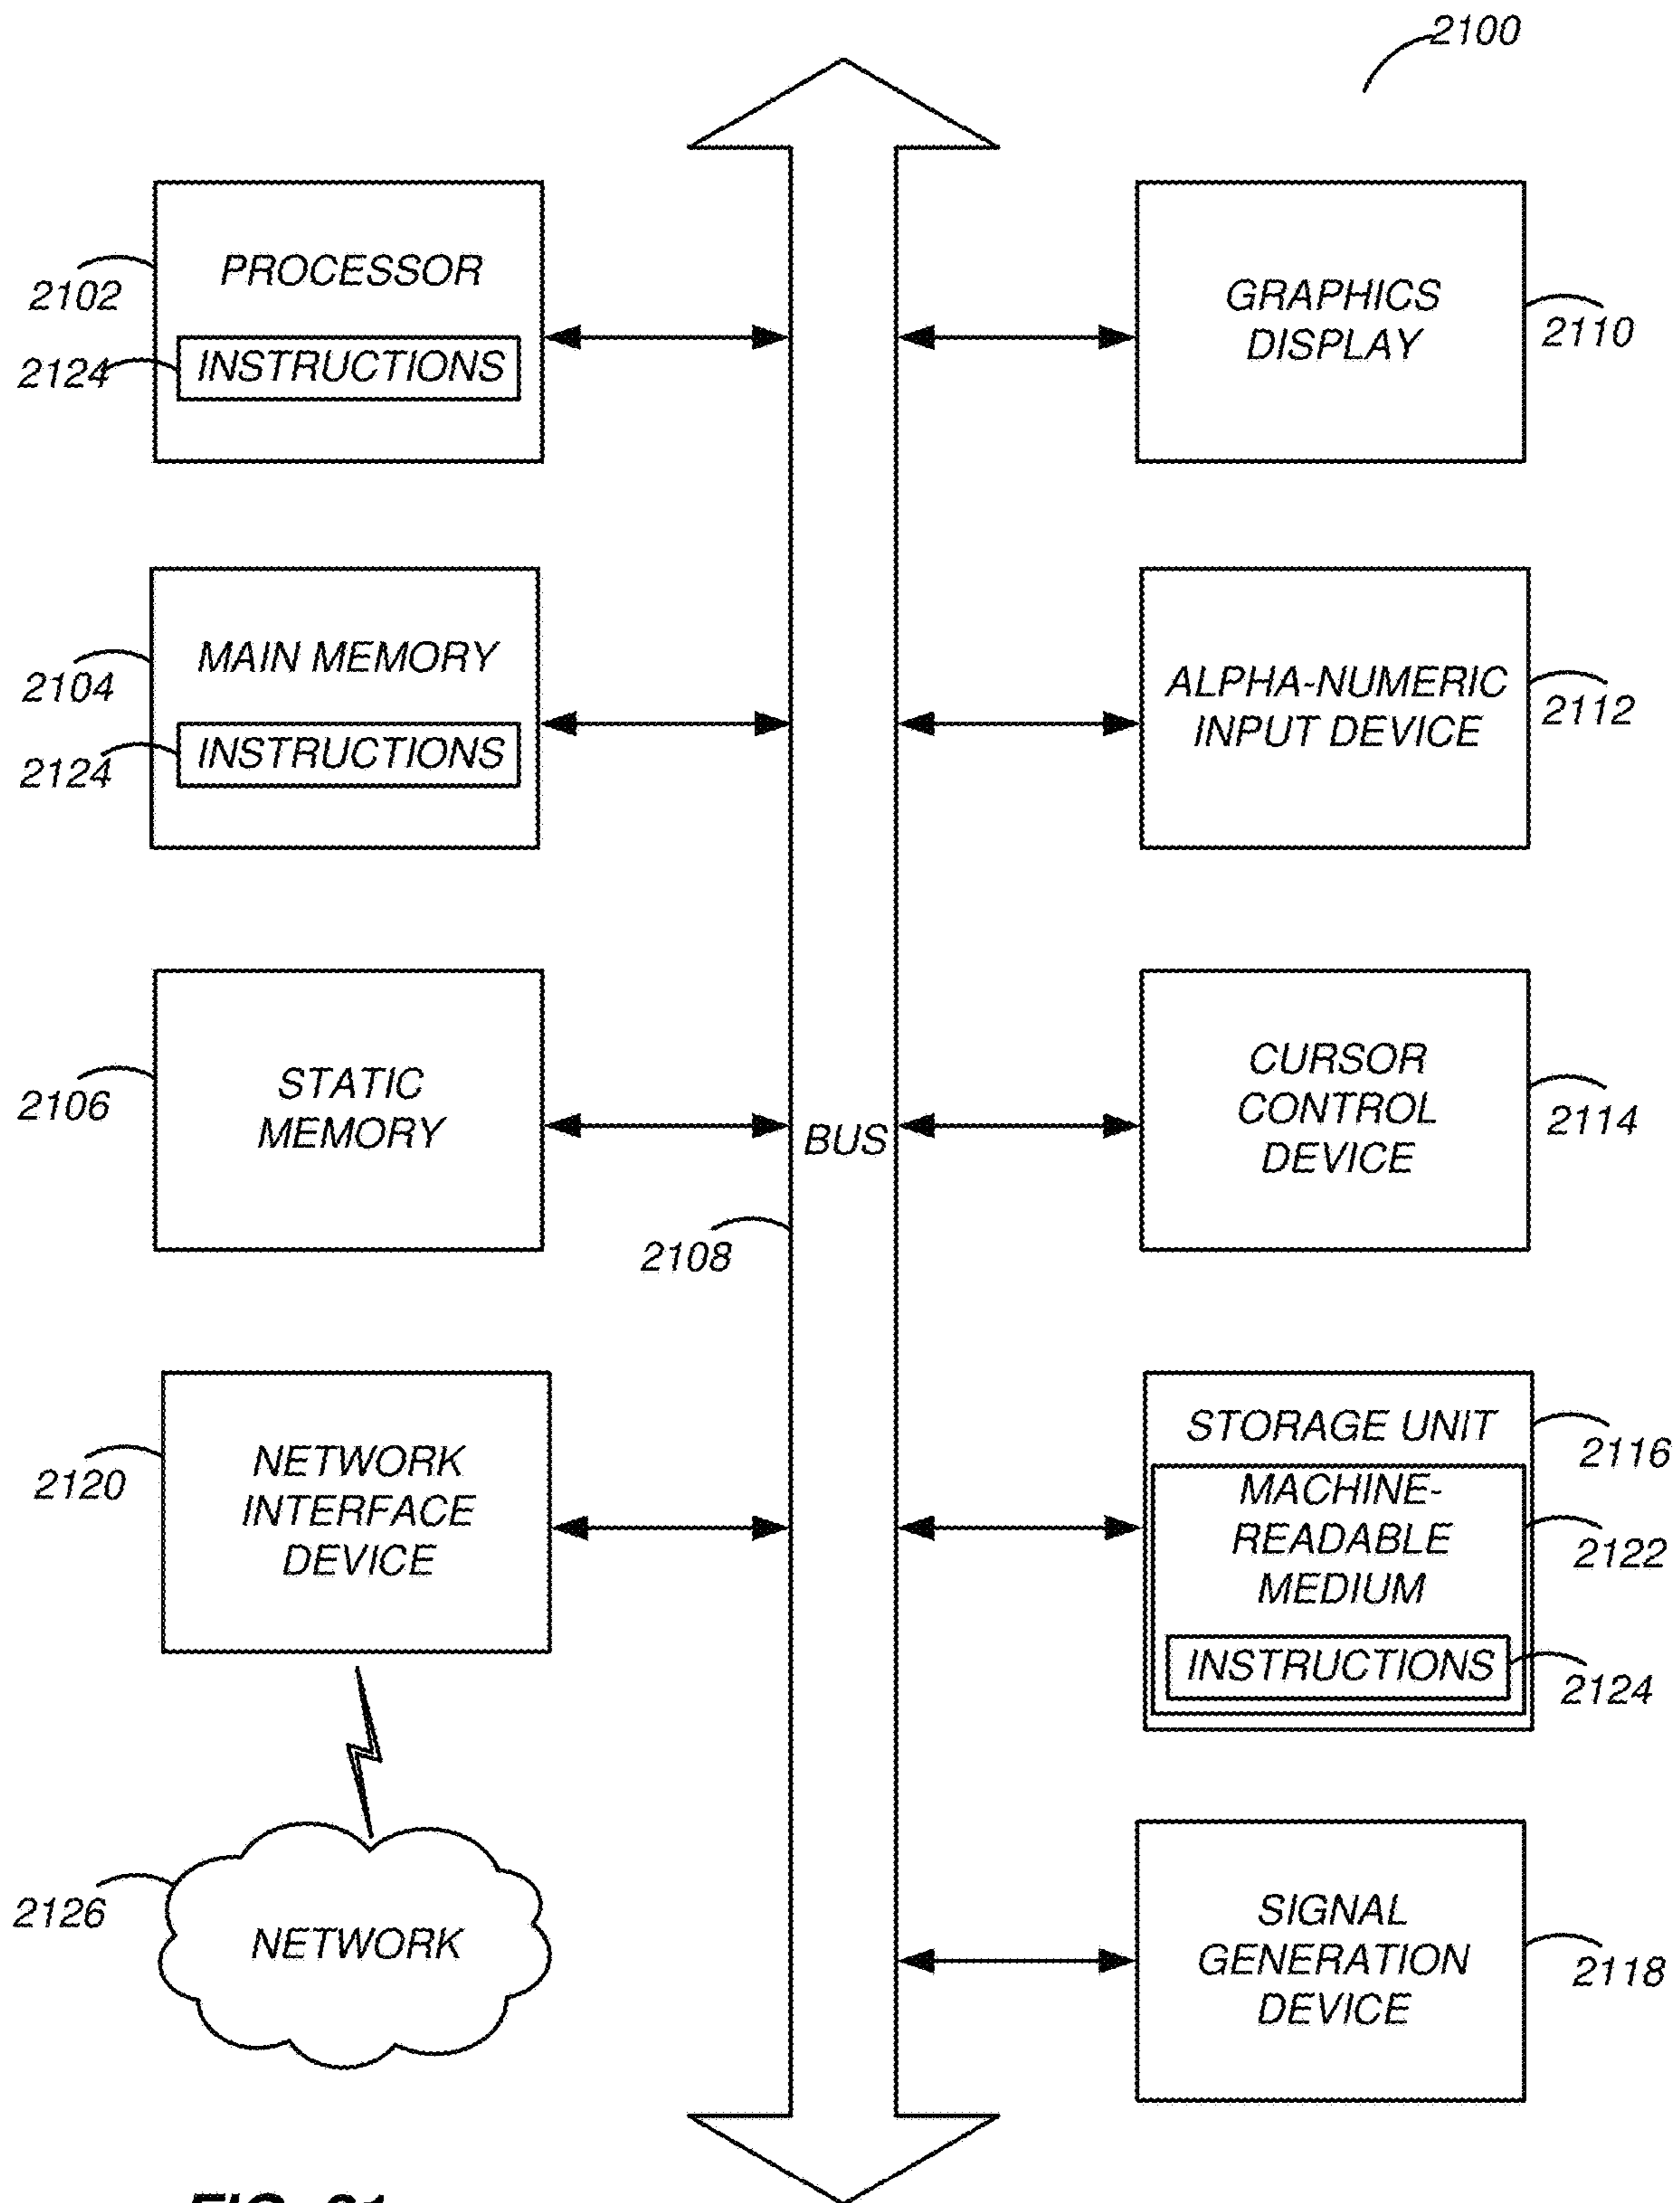 2100
PROCESSOR
2102
INSTRUCTIONS
2124
GRAPHICS
DISPLAY
2110
MAIN MEMORY
2104
INSTRUCTIONS
2124
ALPHA-NUMERIC
INPUT DEVICE
2112
STATIC
MEMORY
2106
BUS
2108
CURSOR
CONTROL
DEVICE
2114
NETWORK
INTERFACE
DEVICE
2120
STORAGE UNIT
2116
MACHINE-
READABLE
MEDIUM
2122
INSTRUCTIONS
2124
NETWORK
2126
SIGNAL
GENERATION
DEVICE
2118